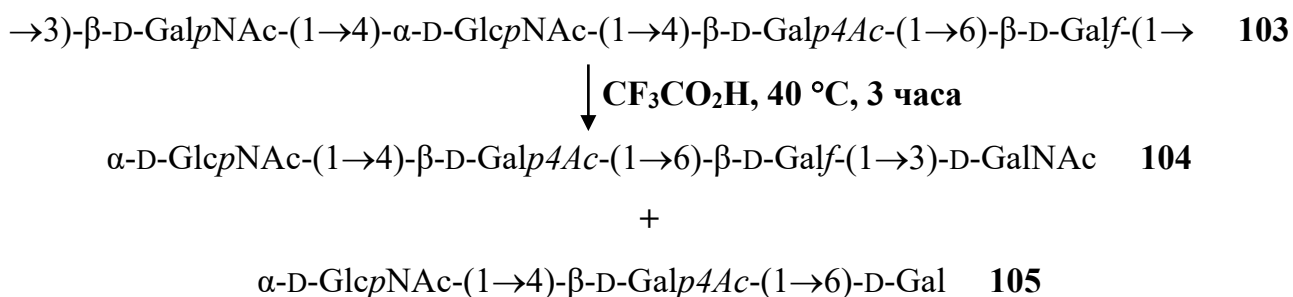 →3)-β-D-GalpNAc-(1→4)-α-D-GlcpNAc-(1→4)-β-D-Galp4Ac-(1→6)-β-D-Galf-(1→ 103
CF₃CO₂H, 40 °C, 3 часа
α-D-GlcpNAc-(1→4)-β-D-Galp4Ac-(1→6)-β-D-Galf-(1→3)-D-GalNAc 104
+
α-D-GlcpNAc-(1→4)-β-D-Galp4Ac-(1→6)-D-Gal 105